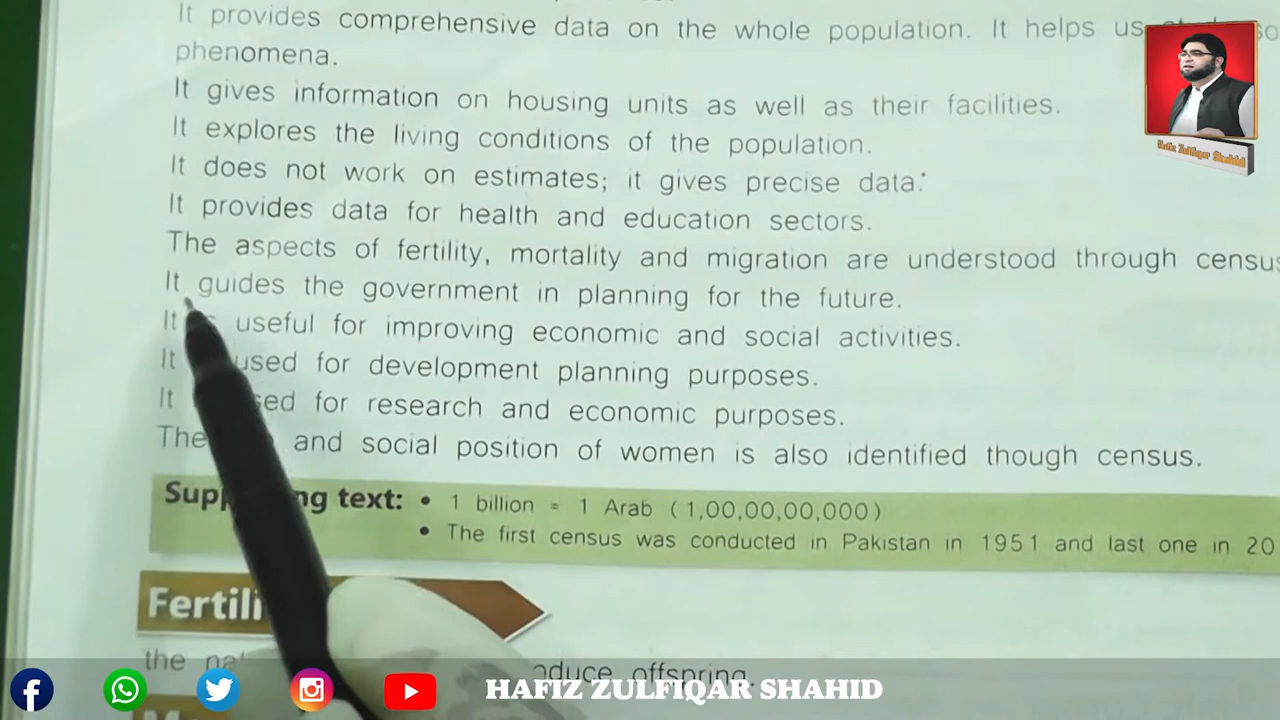 It provides comprehensive data on the whole population. It helps us
phenomena.
It gives information on housing units as well as their facilities.
It explores the living conditions of the population.
It does not work on estimates; it gives precise data.
It provides data for health and education sectors.
The aspects of fertility, mortality and migration are understood through census
It guides the government in planning for the future.
It useful for improving economic and social activities.
It used for development planning purposes.
It for research and economic purposes.
The and social position of women is also identified though census.
text: • 1 billion = 1 Arab (1,00,00,00,000)
• The first census was conducted in Pakistan in 1951 and last one in 20
the offspring.
Hafiz Zulfiqar Shahid
HAFIZ ZULFIQAR SHAHID